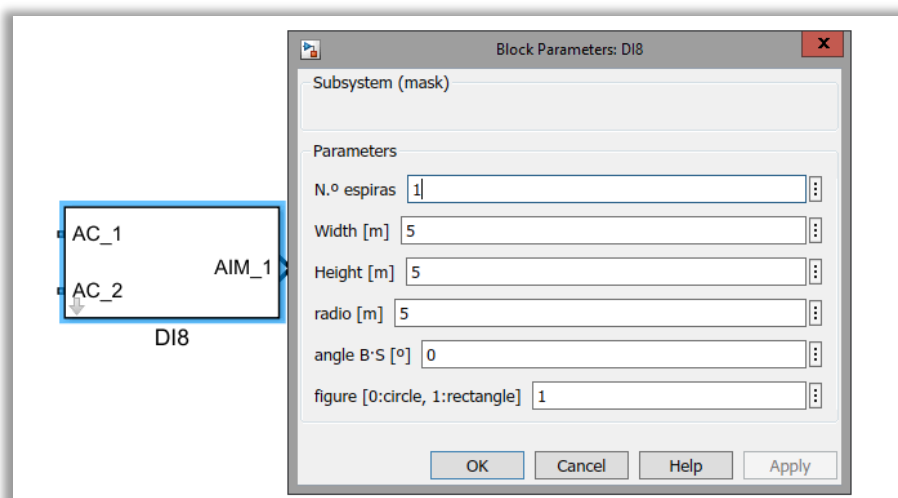 Block Parameters: DI8
X
Subsystem (mask)
Parameters
N.º espiras 1
Width [m] 5
Height [m] 5
radio [m] 5
angle B·S [º] 0
figure [0:circle, 1:rectangle] 1
OK Cancel Help Apply
AC_1
AIM_1
AC_2
DI8